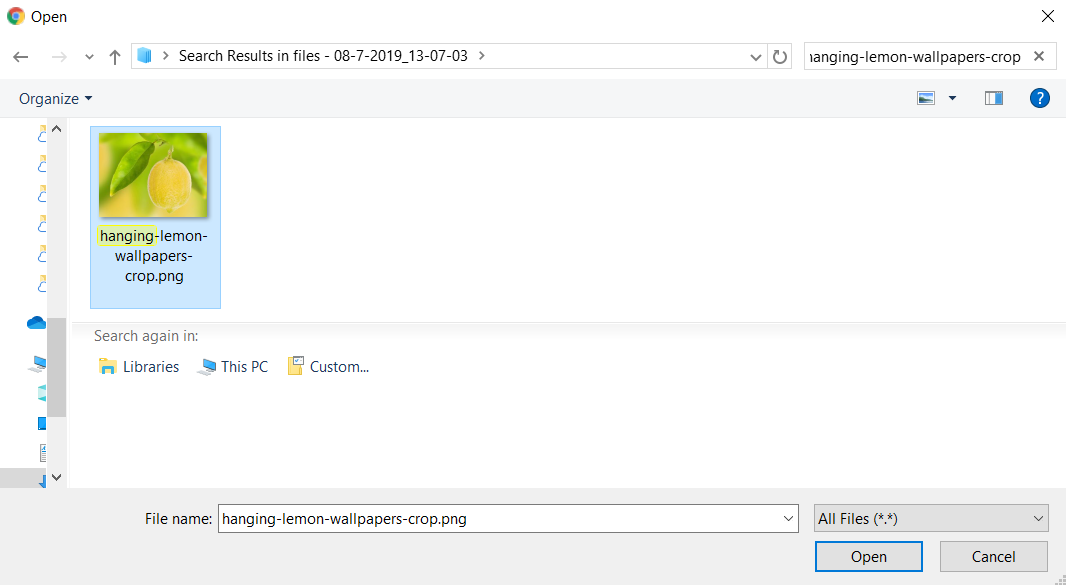 Open
Search Results in files - 08-7-2019_13-07-03
hanging-lemon-wallpapers-crop
Organize
?
hanging-lemon-
wallpapers-
crop.png
Search again in:
Libraries
This PC
Custom...
File name:
hanging-lemon-wallpapers-crop.png
All Files (*.*)
Open
Cancel